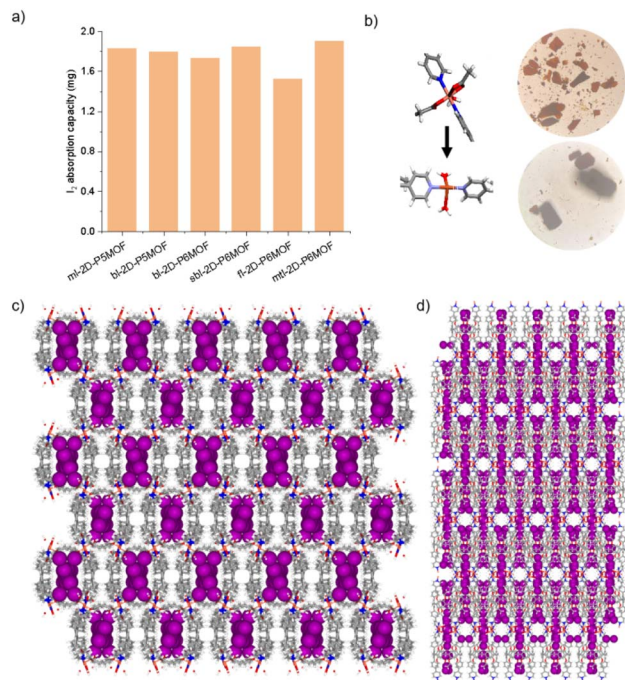 a)
b)
I₂ absorption capacity (mg)
2.0
1.6
1.2
0.8
0.4
0.0
ml-2D-P5MOF
bl-2D-P5MOF
bl-2D-P6MOF
sbl-2D-P6MOF
fl-2D-P6MOF
mtl-2D-P6MOF
c)
d)